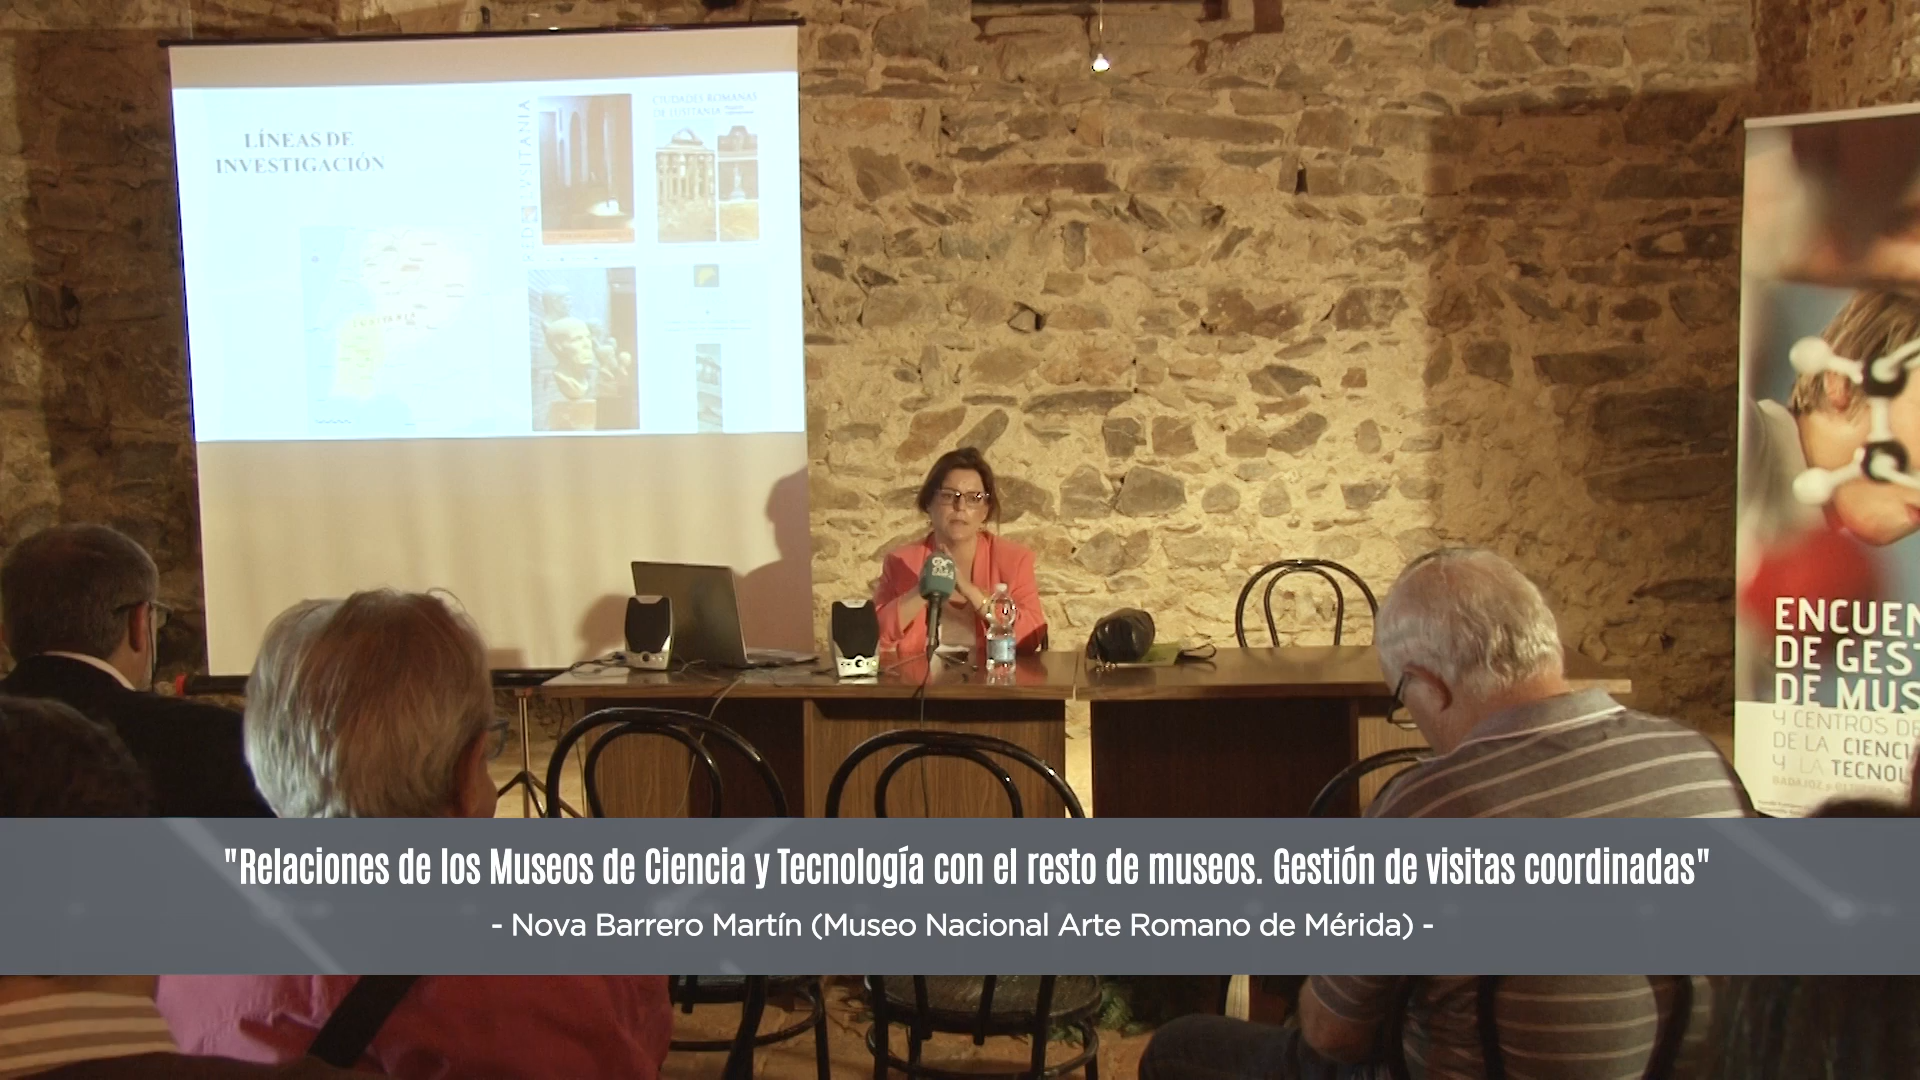 LÍNEAS DE
INVESTIGACIÓN
LVSITANIA
CIUDADES ROMANAS
DE LUSITANIA
ENCUEN
DE GEST
DE MUS
Y CENTROS DE
DE LA CIENCI
Y LA TECNOL
"Relaciones de los Museos de Ciencia y Tecnología con el resto de museos. Gestión de visitas coordinadas"
- Nova Barrero Martín (Museo Nacional Arte Romano de Mérida) -